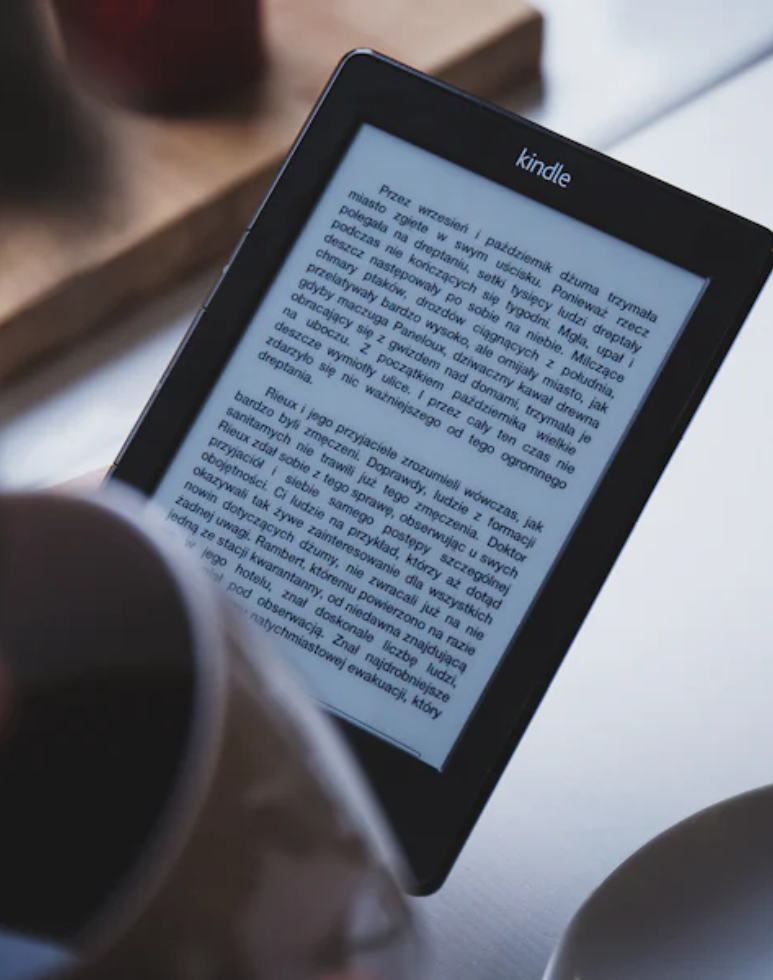 kindle
Przez wrzesień i październik dżuma trzymała
miasto zgięte w swym uścisku. Ponieważ rzecz
polegała na dreptaniu, setki tysięcy ludzi dreptały
podczas nie kończących się tygodni. Mgła, upał i
deszcz następowały po sobie na niebie. Milczące
chmary ptaków, drozdów ciągnących z południa,
przelatywały bardzo wysoko, ale omijały miasto, jak
gdyby maczuga Paneloux, dziwaczny kawał drewna
obracający się z gwizdem nad domami, trzymała je
na uboczu. Z początkiem października wielkie
deszcze wymiotły ulice. I przez cały ten czas nie
zdarzyło się nic ważniejszego od tego ogromnego
dreptania.
Rieux i jego przyjaciele zrozumieli wówczas, jak
bardzo byli zmęczeni. Doprawdy, ludzie z formacji
sanitarnych nie trawili już tego zmęczenia. Doktor
Rieux zdał sobie z tego sprawę, obserwując u swych
przyjaciół i siebie samego postępy szczególnej
obojętności. Ci ludzie na przykład, którzy aż dotąd
okazywali tak żywe zainteresowanie dla wszystkich
nowin dotyczących dżumy, nie zwracali już na nie
żadnej uwagi. Rambert, któremu powierzono na razie
jedną ze stacji kwarantanny, od niedawna znajdującą
w jego hotelu, znał doskonale liczbę ludzi,
pod obserwacją. Znał najdrobniejsze
natychmiastowej ewakuacji, który